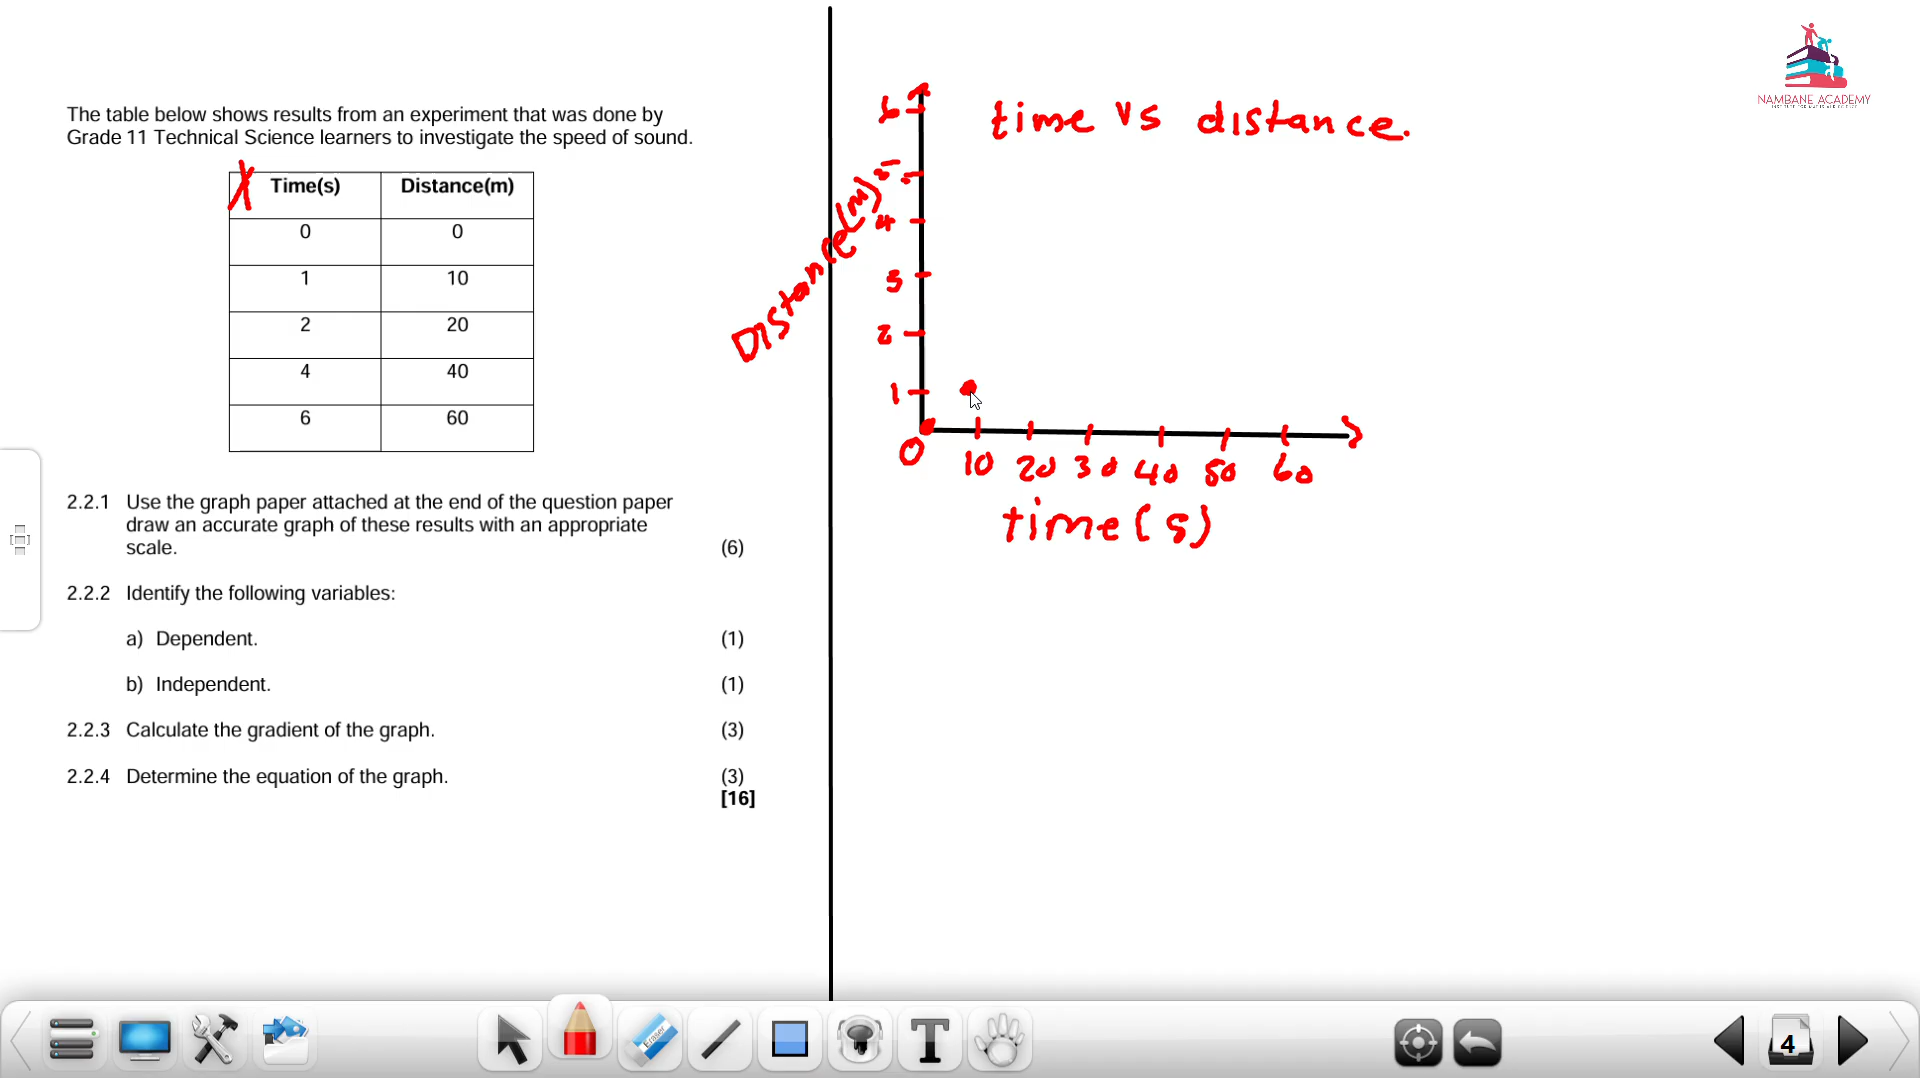 The table below shows results from an experiment that was done by
Grade 11 Technical Science learners to investigate the speed of sound.
X Time(s) Distance(m)
0 0
1 10
2 20
4 40
6 60
2.2.1 Use the graph paper attached at the end of the question paper
draw an accurate graph of these results with an appropriate
scale. (6)
2.2.2 Identify the following variables:
a) Dependent. (1)
b) Independent. (1)
2.2.3 Calculate the gradient of the graph. (3)
2.2.4 Determine the equation of the graph. (3)
[16]
time vs distance.
Distance(m)
6
5
4
3
2
1
0
10 20 30 40 50 60
time(s)
NAMBANE ACADEMY
Eraser
T
4